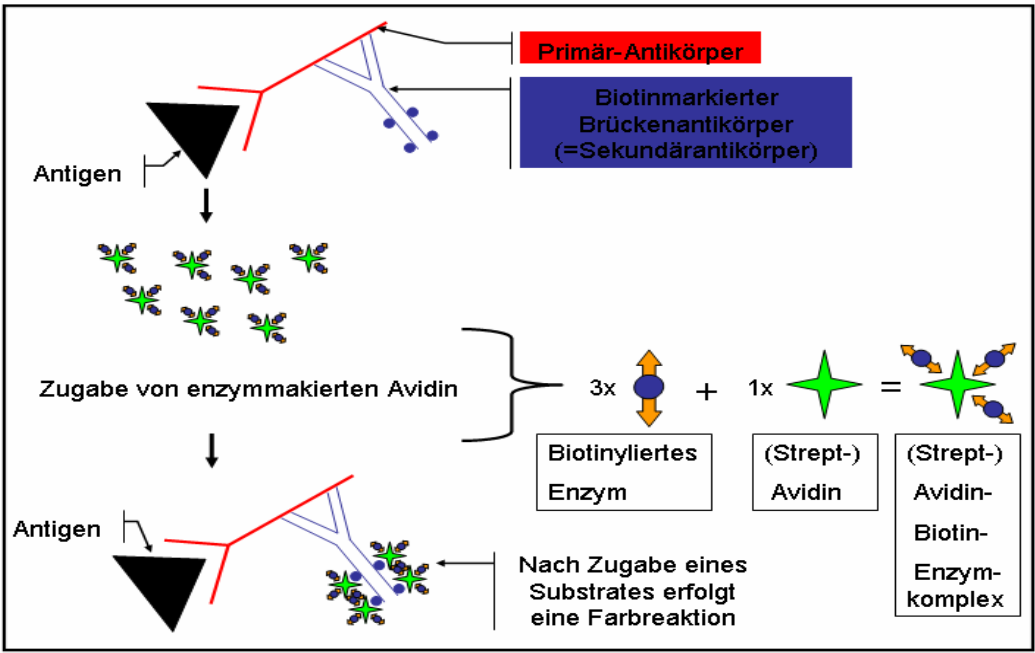 Primär-Antikörper
Biotinmarkierter
Brückenantikörper
(=Sekundärantikörper)
Antigen
Zugabe von enzymmakierten Avidin
3x
+
1x
=
Biotinyliertes
Enzym
(Strept-)
Avidin
(Strept-)
Avidin-
Biotin-
Enzym-
komplex
Antigen
Nach Zugabe eines
Substrates erfolgt
eine Farbreaktion